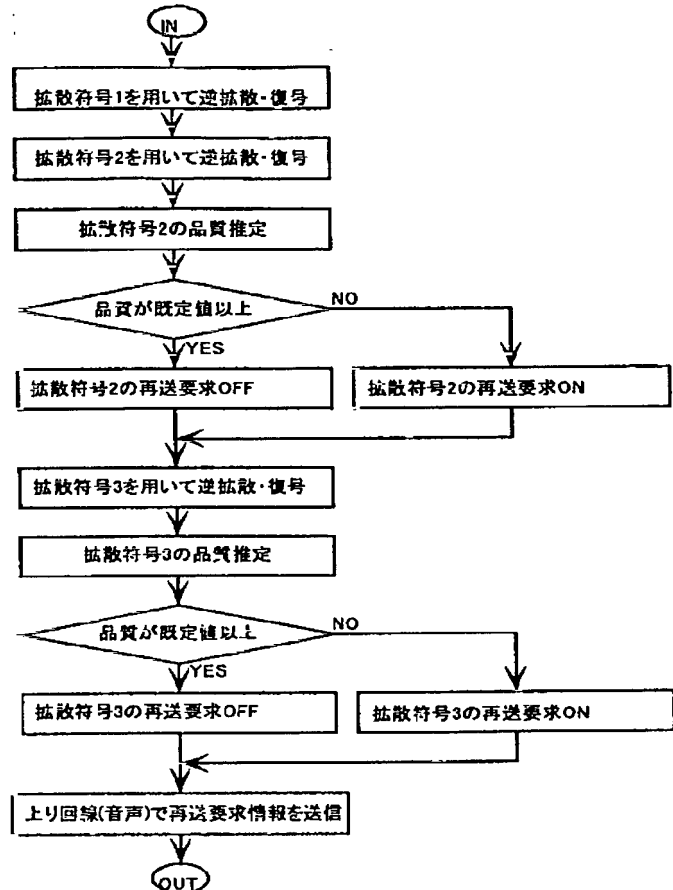 IN
拡散符号1を用いて逆拡散・復号
拡散符号2を用いて逆拡散・復号
拡散符号2の品質推定
品質が既定値以上
NO
YES
拡散符号2の再送要求OFF
拡散符号2の再送要求ON
拡散符号3を用いて逆拡散・復号
拡散符号3の品質推定
品質が既定値以上
NO
YES
拡散符号3の再送要求OFF
拡散符号3の再送要求ON
上り回線(音声)で再送要求情報を送信
OUT